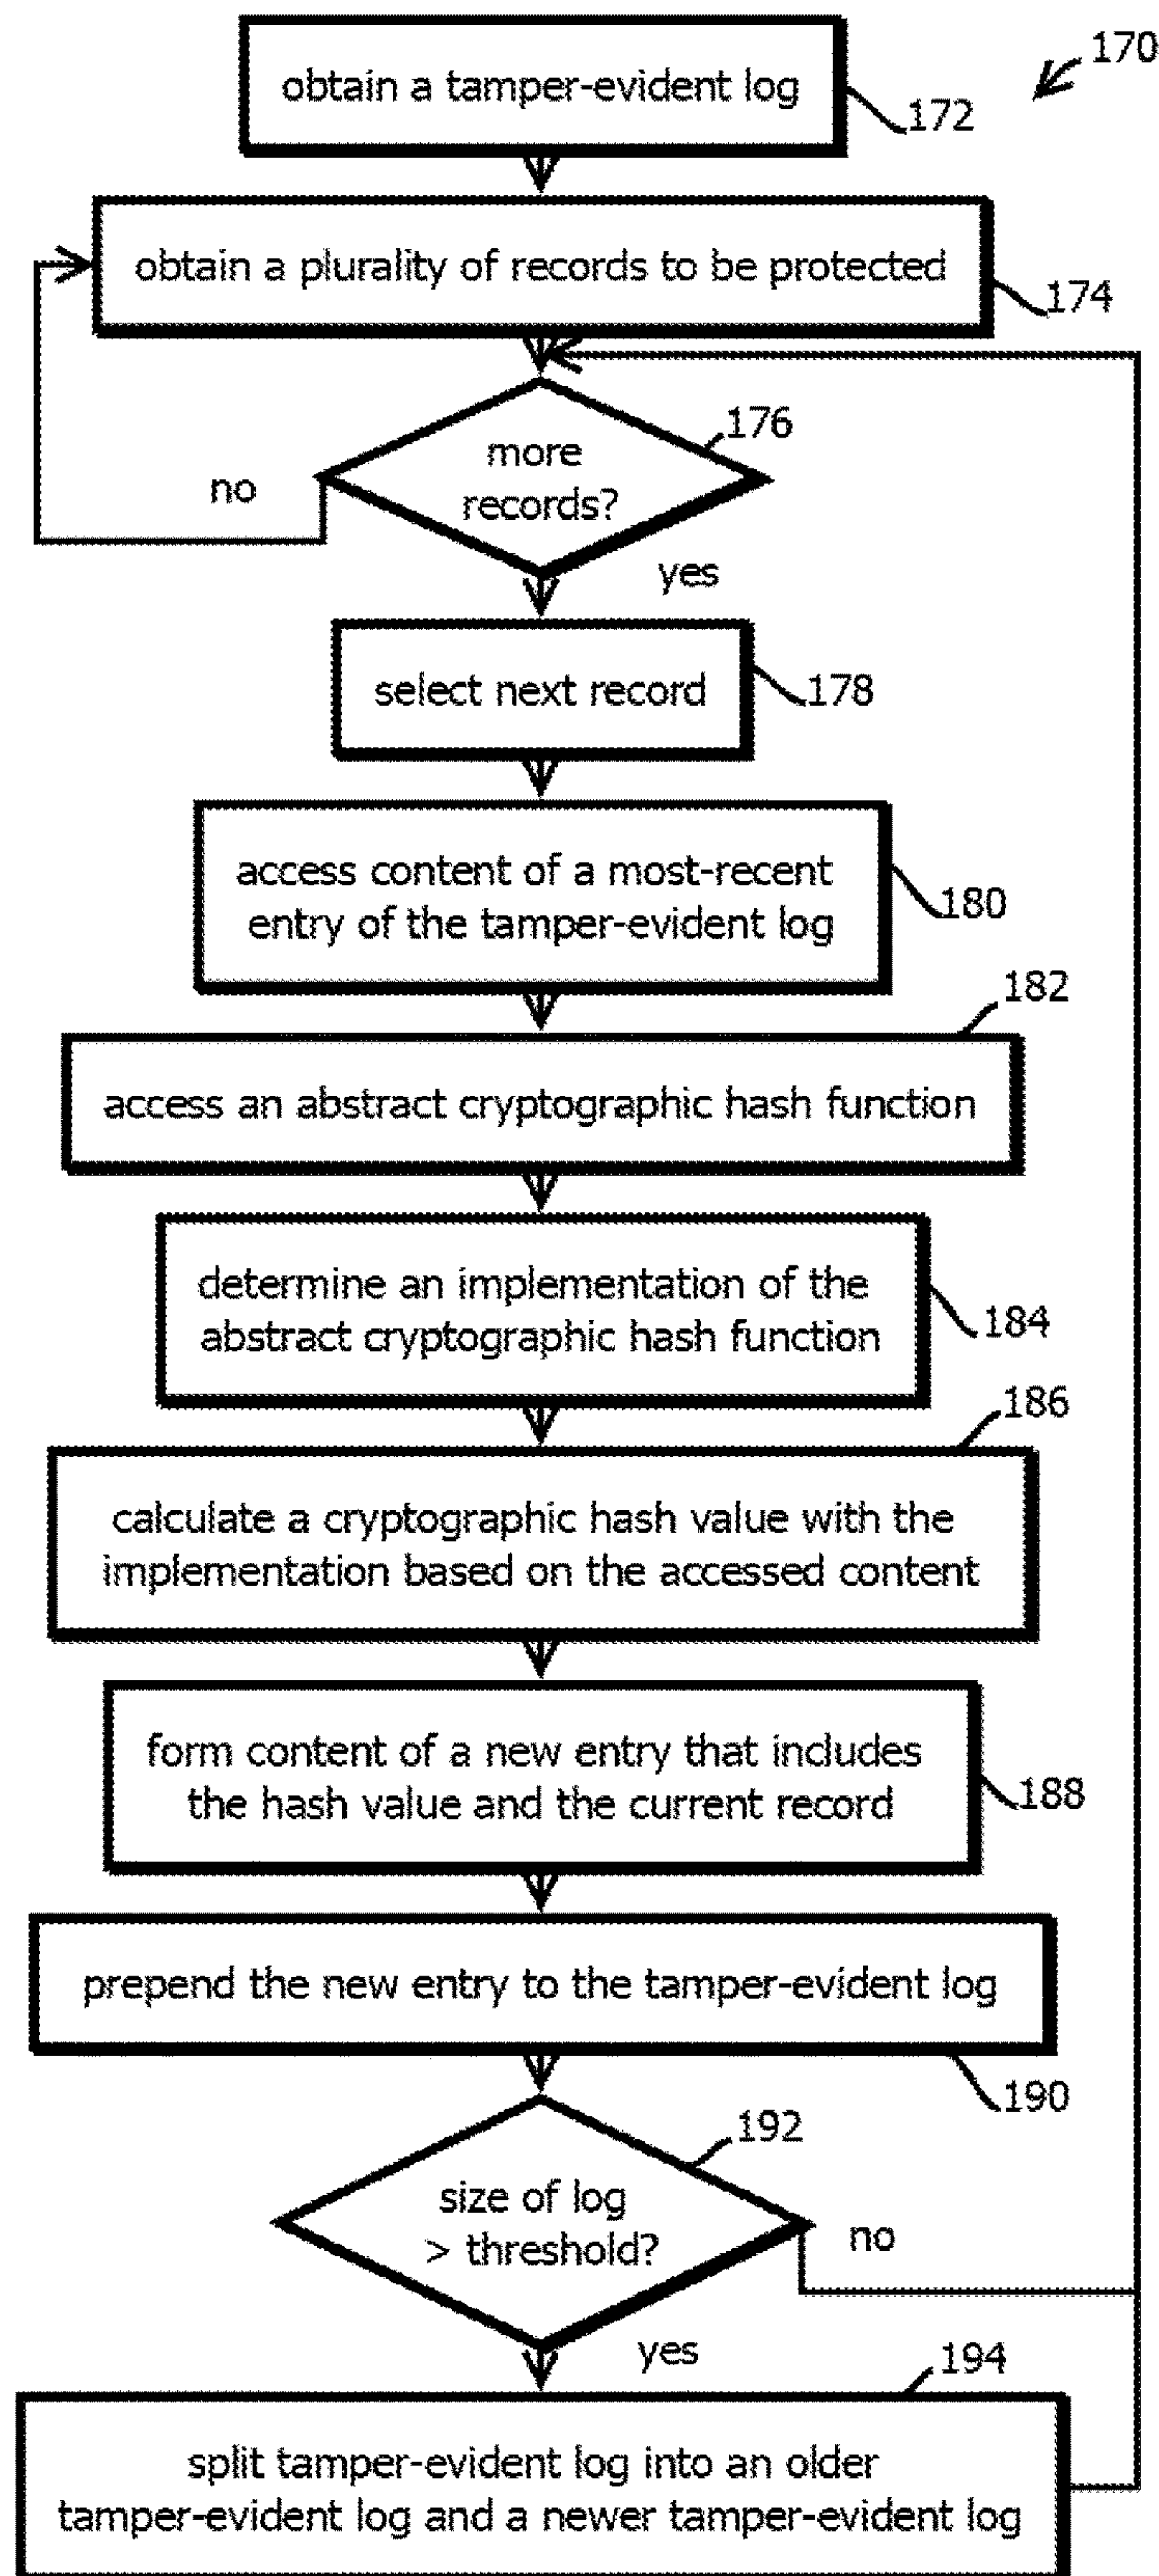 170
obtain a tamper-evident log
172
obtain a plurality of records to be protected
174
176
more
records?
no
yes
select next record
178
access content of a most-recent
entry of the tamper-evident log
180
182
access an abstract cryptographic hash function
determine an implementation of the
abstract cryptographic hash function
184
186
calculate a cryptographic hash value with the
implementation based on the accessed content
form content of a new entry that includes
the hash value and the current record
188
prepend the new entry to the tamper-evident log
190
192
size of log
> threshold?
no
yes
194
split tamper-evident log into an older
tamper-evident log and a newer tamper-evident log